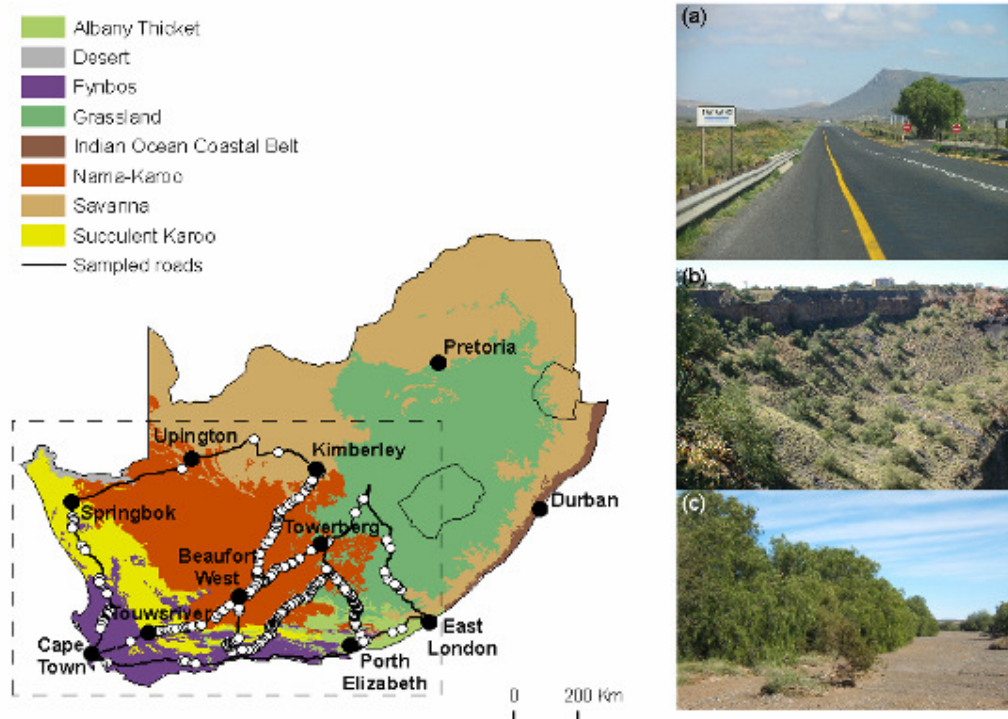 Albany Thicket
Desert
Fynbos
Grassland
Indian Ocean Coastal Belt
Nama-Karoo
Savanna
Succulent Karoo
Sampled roads
Pretoria
Upington
Kimberley
Springbok
Towerberg
Durban
Beaufort
West
Touwsriver
Cape
Town
East
London
Porth
Elizabeth
0 200 Km
(a)
(b)
(c)